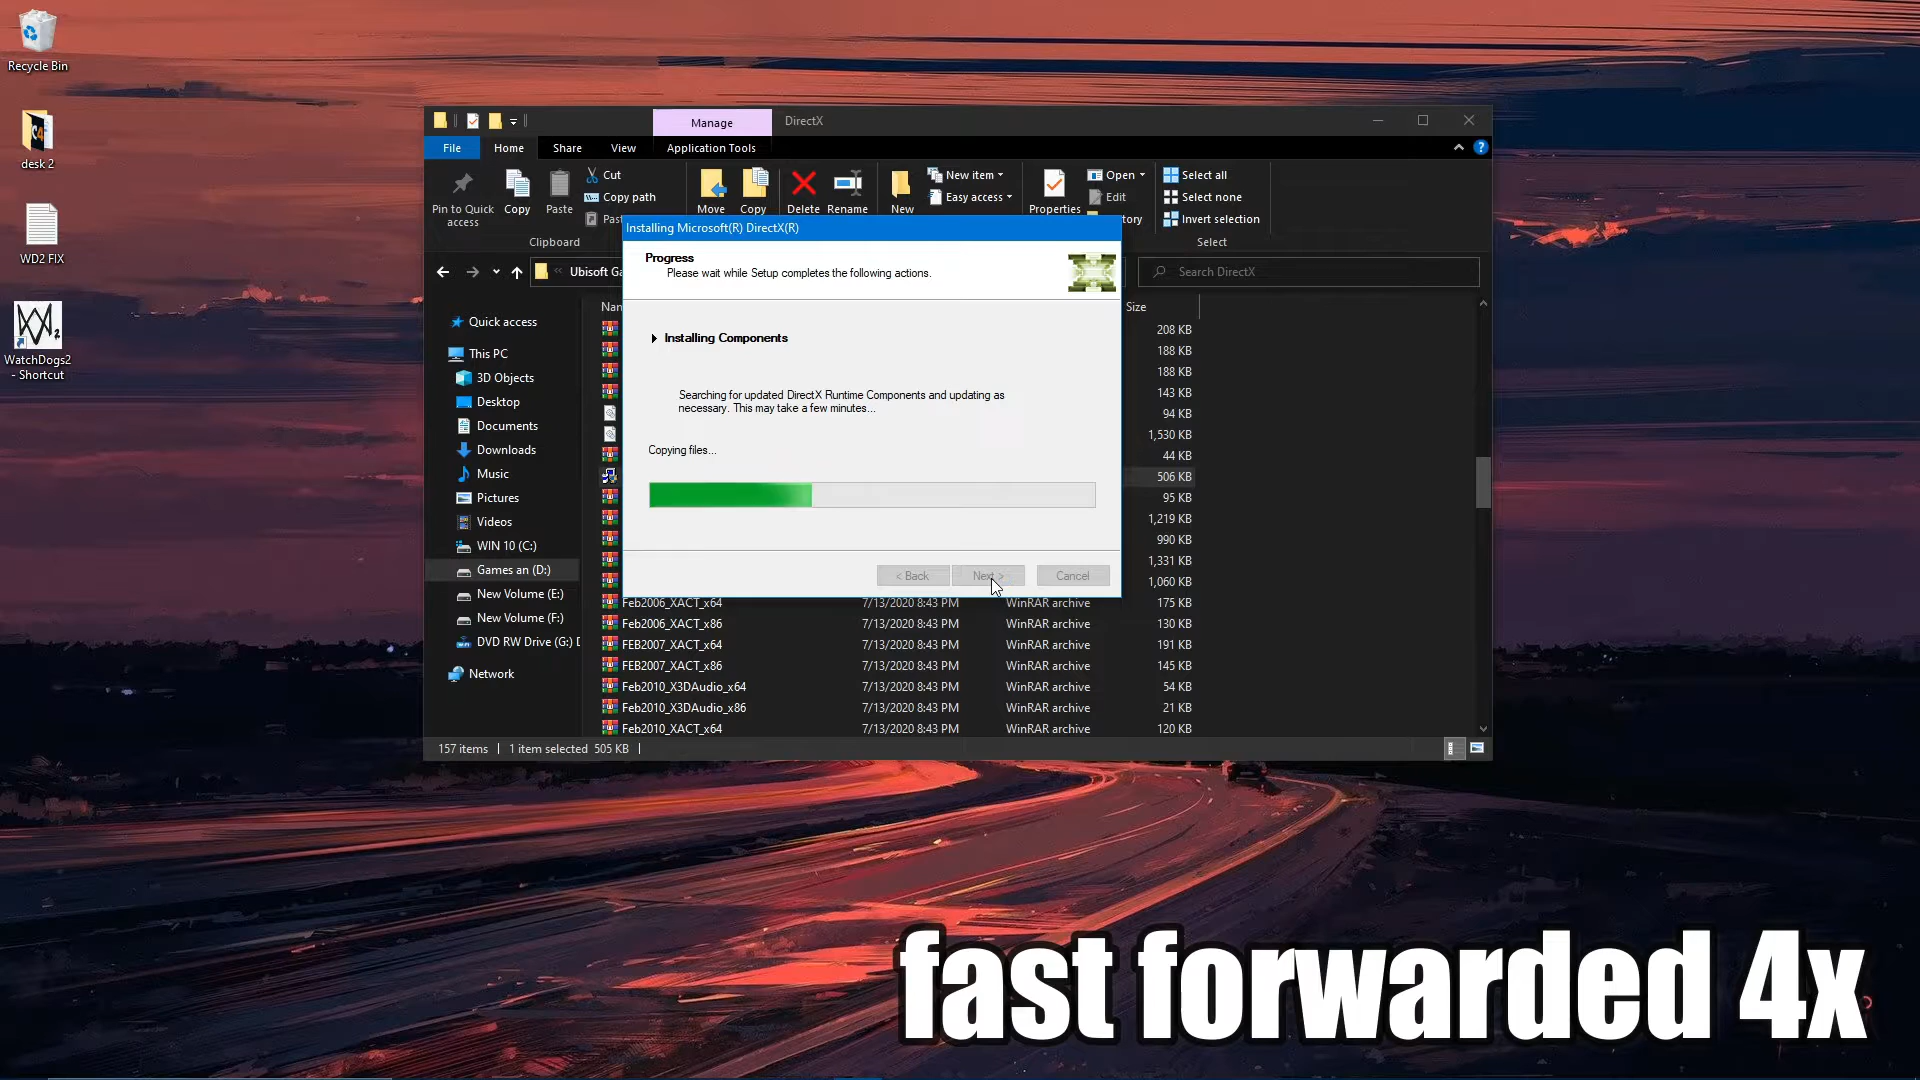 Recycle Bin
desk 2
WD2 FIX
WatchDogs2
- Shortcut
Manage
DirectX
File
Home
Share
View
Application Tools
Pin to Quick
access
Copy
Paste
Cut
Copy path
Clipboard
Move
Copy
Delete
Rename
New
New item
Easy access
Properties
Open
Edit
Select all
Select none
Invert selection
Select
Search DirectX
Quick access
This PC
3D Objects
Desktop
Documents
Downloads
Music
Pictures
Videos
WIN 10 (C:)
Games an (D:)
New Volume (E:)
New Volume (F:)
DVD RW Drive (G:)
Network
Size
208 KB
188 KB
188 KB
143 KB
94 KB
1,530 KB
44 KB
506 KB
95 KB
1,219 KB
990 KB
1,331 KB
1,060 KB
Installing Microsoft(R) DirectX(R)
Progress
Please wait while Setup completes the following actions.
Installing Components
Searching for updated DirectX Runtime Components and updating as
necessary. This may take a few minutes...
Copying files...
< Back
Next >
Cancel
Feb2006_XACT_x64 7/13/2020 8:43 PM WinRAR archive 175 KB
Feb2006_XACT_x86 7/13/2020 8:43 PM WinRAR archive 130 KB
FEB2007_XACT_x64 7/13/2020 8:43 PM WinRAR archive 191 KB
FEB2007_XACT_x86 7/13/2020 8:43 PM WinRAR archive 145 KB
Feb2010_X3DAudio_x64 7/13/2020 8:43 PM WinRAR archive 54 KB
Feb2010_X3DAudio_x86 7/13/2020 8:43 PM WinRAR archive 21 KB
Feb2010_XACT_x64 7/13/2020 8:43 PM WinRAR archive 120 KB
157 items
1 item selected 505 KB
fast forwarded 4x